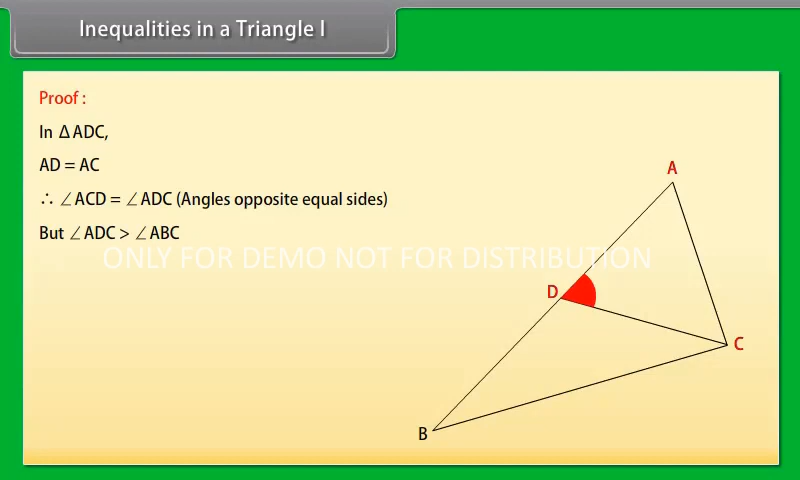 Inequalities in a Triangle I
Proof :
In Δ ADC,
AD = AC
∴ ∠ACD = ∠ADC (Angles opposite equal sides)
But ∠ADC > ∠ABC
ONLY FOR DEMO NOT FOR DISTRIBUTION
A
D
C
B